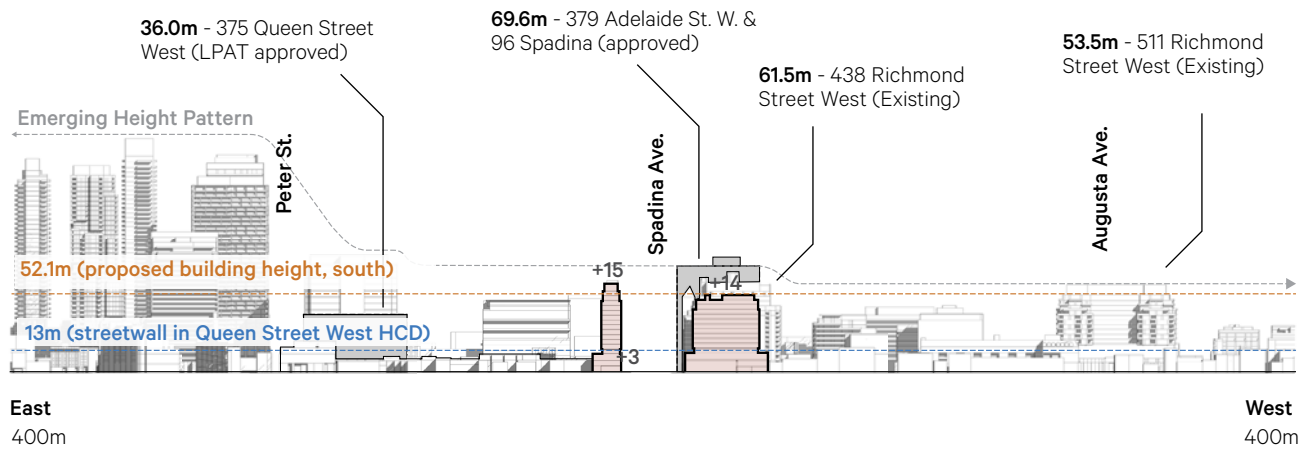 36.0m - 375 Queen Street
West (LPAT approved)
69.6m - 379 Adelaide St. W. &
96 Spadina (approved)
61.5m - 438 Richmond
Street West (Existing)
53.5m - 511 Richmond
Street West (Existing)
Emerging Height Pattern
Peter St.
Spadina Ave.
Augusta Ave.
52.1m (proposed building height, south)
+15
+14
13m (streetwall in Queen Street West HCD)
+3
East
400m
West
400m